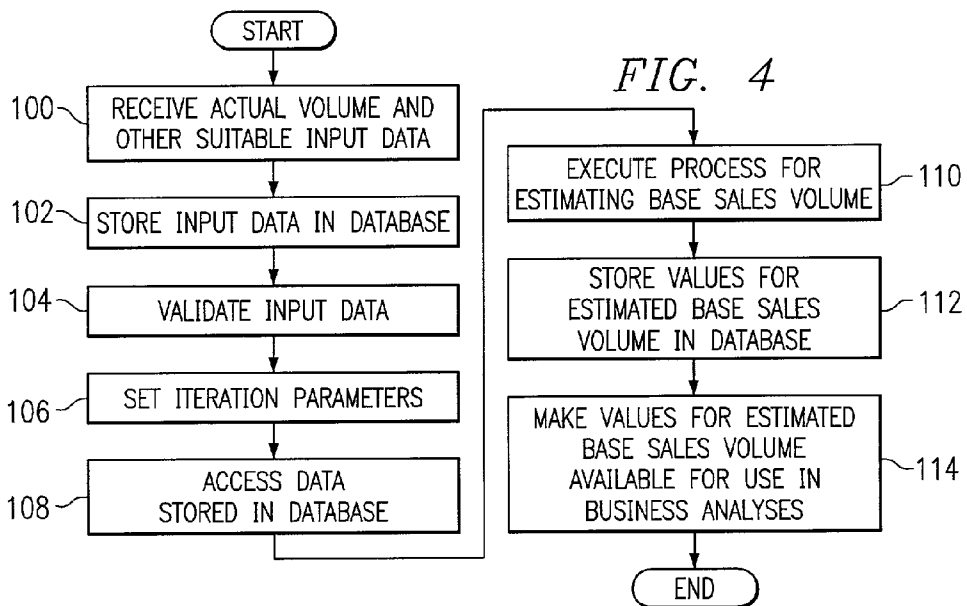 START
100
RECEIVE ACTUAL VOLUME AND
OTHER SUITABLE INPUT DATA
102
STORE INPUT DATA IN DATABASE
104
VALIDATE INPUT DATA
106
SET ITERATION PARAMETERS
108
ACCESS DATA
STORED IN DATABASE
FIG. 4
EXECUTE PROCESS FOR
ESTIMATING BASE SALES VOLUME
110
STORE VALUES FOR
ESTIMATED BASE SALES
VOLUME IN DATABASE
112
MAKE VALUES FOR ESTIMATED
BASE SALES VOLUME
AVAILABLE FOR USE IN
BUSINESS ANALYSES
114
END